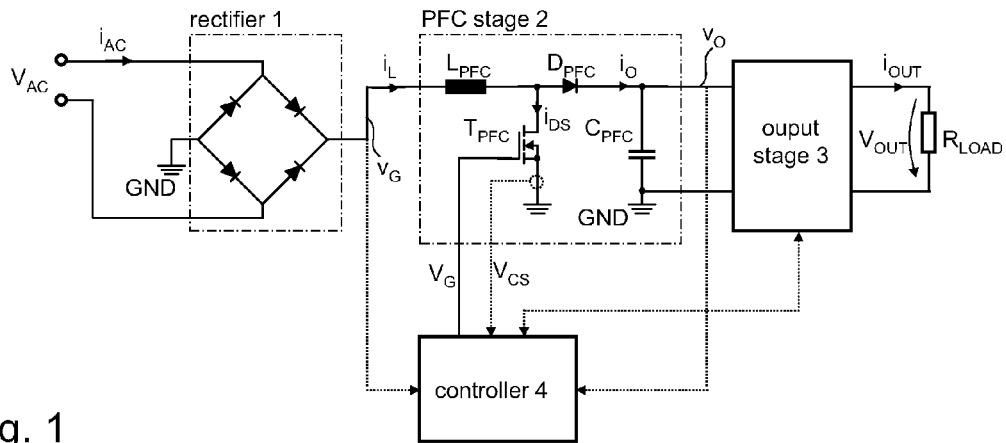 rectifier 1
PFC stage 2
i_AC
V_AC
GND
i_L
v_G
L_PFC
D_PFC
i_O
v_O
i_DS
T_PFC
C_PFC
GND
ouput
stage 3
i_OUT
V_OUT
R_LOAD
V_G
V_CS
controller 4
g. 1